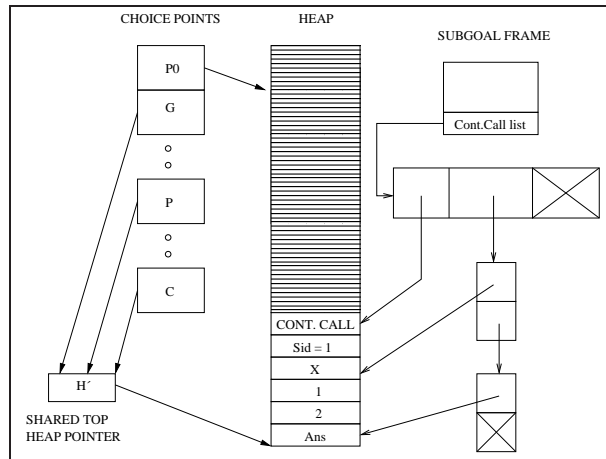 CHOICE POINTS
HEAP
SUBGOAL FRAME
P0
G
P
C
Cont.Call list
CONT. CALL
Sid = 1
X
1
2
Ans
H´
SHARED TOP
HEAP POINTER